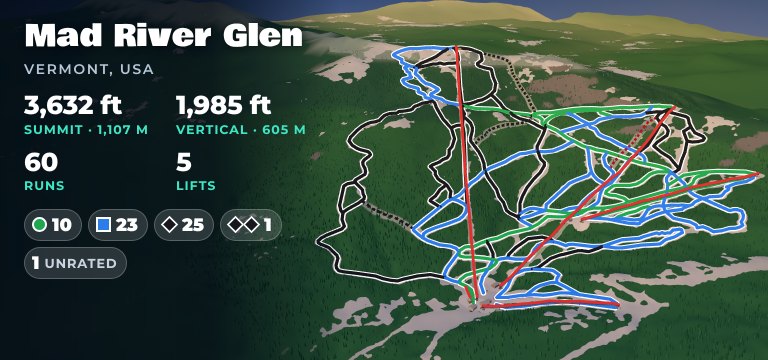 Mad River Glen
VERMONT, USA
3,632 ft 1,985 ft
SUMMIT · 1,107 M VERTICAL · 605 M
60 5
RUNS LIFTS
10 23 25 1
1 UNRATED